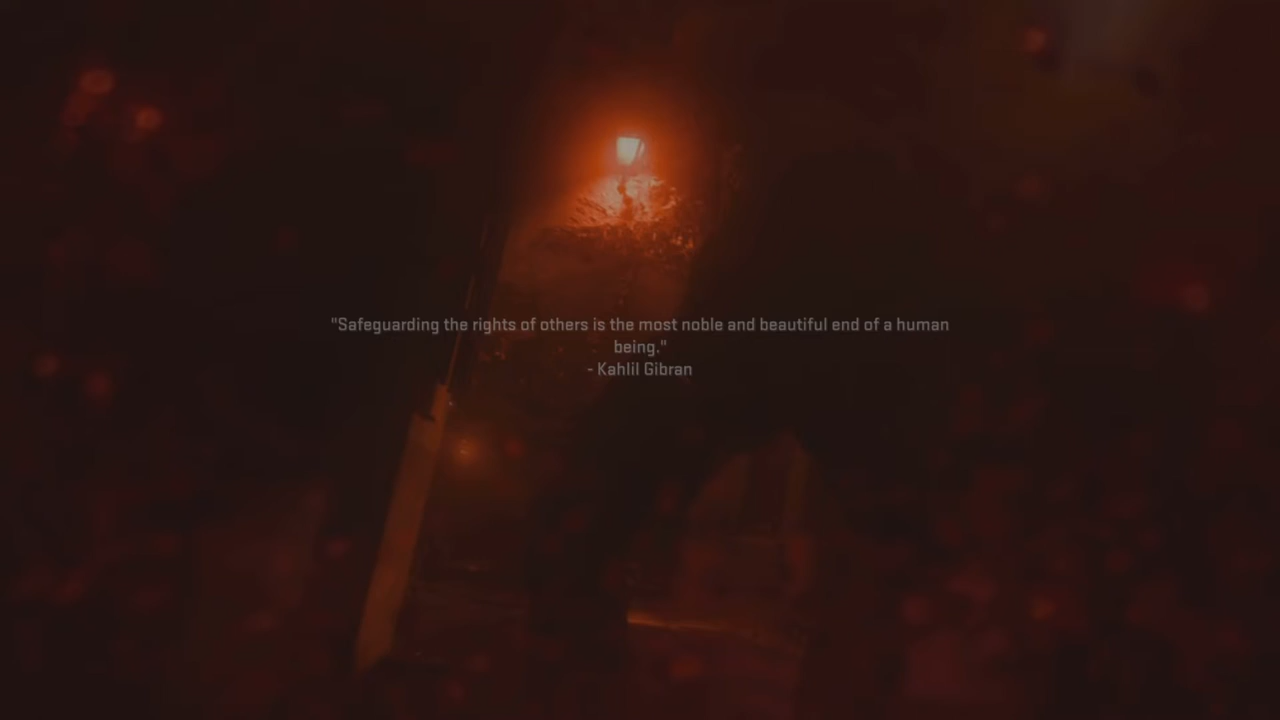 "Safeguarding the rights of others is the most noble and beautiful end of a human
being."
- Kahlil Gibran